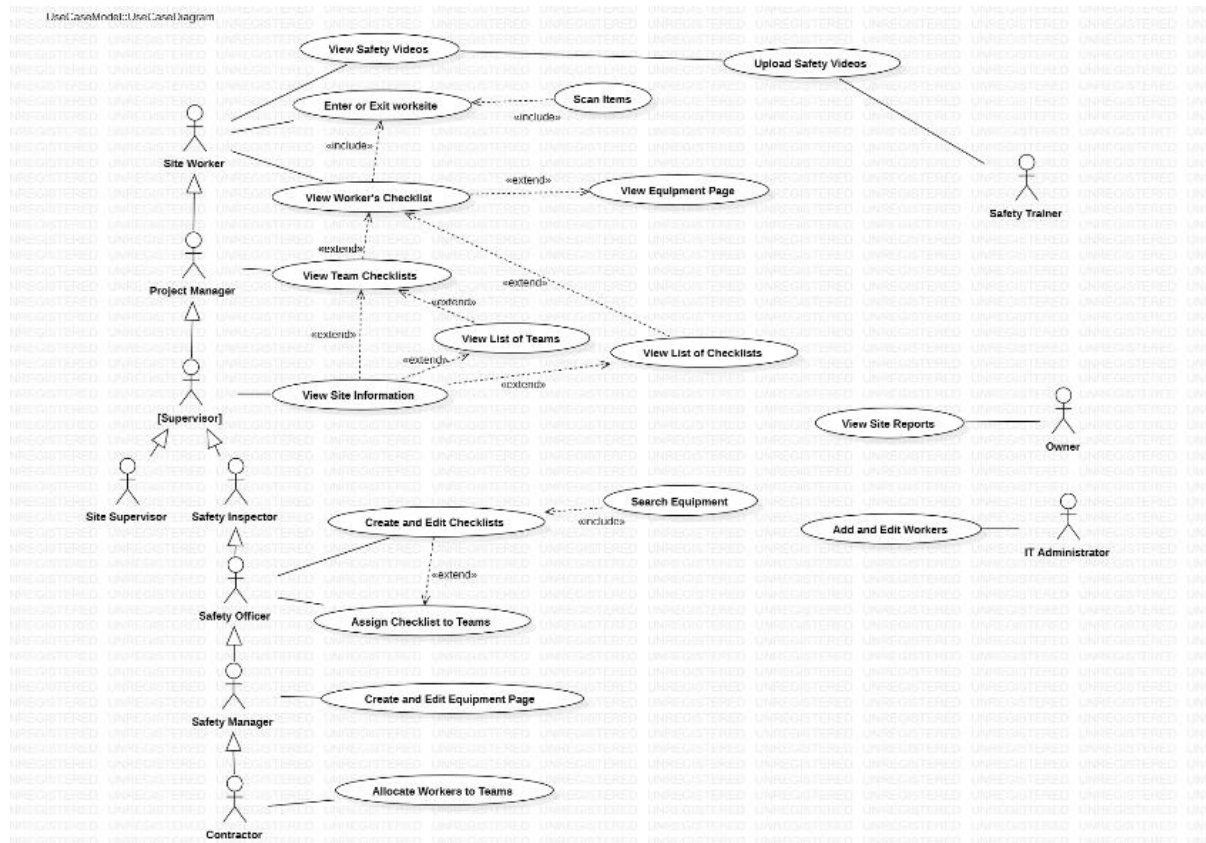 UseCaseModel::UseCaseDiagram
View Safety Videos
Upload Safety Videos
Enter or Exit worksite
Scan Items
«include»
«include»
Site Worker
View Worker's Checklist
«extend»
View Equipment Page
Safety Trainer
«extend»
Project Manager
View Team Checklists
«extend»
«extend»
«extend»
View List of Teams
«extend»
View List of Checklists
«extend»
[Supervisor]
View Site Information
View Site Reports
Owner
Site Supervisor
Safety Inspector
Create and Edit Checklists
Search Equipment
«include»
Add and Edit Workers
IT Administrator
«extend»
Safety Officer
Assign Checklist to Teams
Safety Manager
Create and Edit Equipment Page
Contractor
Allocate Workers to Teams
UNREGISTERED